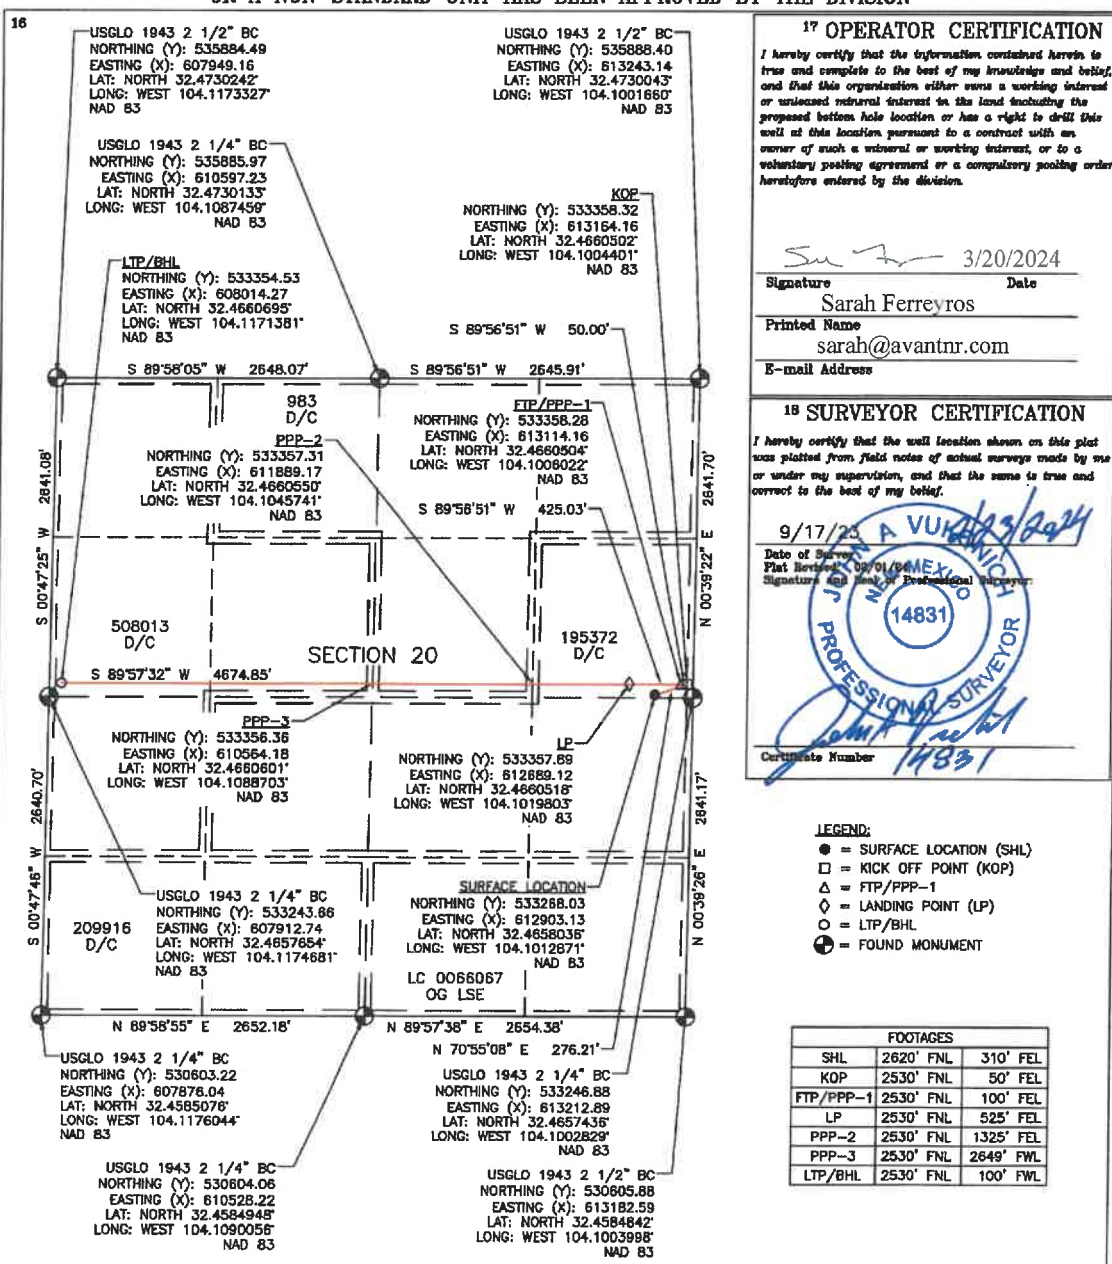 16
USGLO 1943 2 1/2" BC
NORTHING (Y): 535884.49
EASTING (X): 607949.16
LAT: NORTH 32.4730242°
LONG: WEST 104.1173327°
NAD 83
USGLO 1943 2 1/2" BC
NORTHING (Y): 535888.40
EASTING (X): 613243.14
LAT: NORTH 32.4730043°
LONG: WEST 104.1001660°
NAD 83
USGLO 1943 2 1/4" BC
NORTHING (Y): 535885.97
EASTING (X): 610597.23
LAT: NORTH 32.4730133°
LONG: WEST 104.1087459°
NAD 83
KOP
NORTHING (Y): 533358.32
EASTING (X): 613164.16
LAT: NORTH 32.4660502°
LONG: WEST 104.1004401°
NAD 83
LTP/BHL
NORTHING (Y): 533354.53
EASTING (X): 608014.27
LAT: NORTH 32.4660695°
LONG: WEST 104.1171381°
NAD 83
S 89°56'51" W 50.00'
S 89°58'05" W 2648.07'
S 89°56'51" W 2645.91'
983
D/C
FTP/PPP-1
NORTHING (Y): 533358.28
EASTING (X): 613114.16
LAT: NORTH 32.4660504°
LONG: WEST 104.1006022°
NAD 83
PPP-2
NORTHING (Y): 533357.31
EASTING (X): 611889.17
LAT: NORTH 32.4660550°
LONG: WEST 104.1045741°
NAD 83
S 89°56'51" W 425.03'
S 00°47'25" W 2641.08'
N 00°39'22" E 2641.70'
508013
D/C
SECTION 20
195372
D/C
S 89°57'32" W 4674.85'
PPP-3
NORTHING (Y): 533356.36
EASTING (X): 610564.18
LAT: NORTH 32.4660601°
LONG: WEST 104.1088703°
NAD 83
LP
NORTHING (Y): 533357.89
EASTING (X): 612689.12
LAT: NORTH 32.4660518°
LONG: WEST 104.1019803°
NAD 83
S 00°47'46" W 2640.70'
N 00°39'26" E 2641.17'
USGLO 1943 2 1/4" BC
NORTHING (Y): 533243.66
EASTING (X): 607912.74
LAT: NORTH 32.4657654°
LONG: WEST 104.1174681°
NAD 83
SURFACE LOCATION
NORTHING (Y): 533268.03
EASTING (X): 612903.13
LAT: NORTH 32.4658036°
LONG: WEST 104.1012871°
NAD 83
209916
D/C
LC 0066067
OG LSE
N 89°58'55" E 2652.18'
N 89°57'38" E 2654.38'
N 70°55'08" E 276.21'
USGLO 1943 2 1/4" BC
NORTHING (Y): 530603.22
EASTING (X): 607876.04
LAT: NORTH 32.4585076°
LONG: WEST 104.1176044°
NAD 83
USGLO 1943 2 1/4" BC
NORTHING (Y): 533246.88
EASTING (X): 613212.89
LAT: NORTH 32.4657436°
LONG: WEST 104.1002829°
NAD 83
USGLO 1943 2 1/4" BC
NORTHING (Y): 530604.06
EASTING (X): 610528.22
LAT: NORTH 32.4584948°
LONG: WEST 104.1090056°
NAD 83
USGLO 1943 2 1/2" BC
NORTHING (Y): 530605.88
EASTING (X): 613182.59
LAT: NORTH 32.4584842°
LONG: WEST 104.1003998°
NAD 83
17 OPERATOR CERTIFICATION
I hereby certify that the information contained herein is
true and complete to the best of my knowledge and belief,
and that this organization either owns a working interest
or unleased mineral interest in the land including the
proposed bottom hole location or has a right to drill this
well at this location pursuant to a contract with an
owner of such a mineral or working interest, or to a
voluntary pooling agreement or a compulsory pooling order
heretofore entered by the division.
3/20/2024
Signature Date
Sarah Ferreyros
Printed Name
sarah@avantnr.com
E-mail Address
18 SURVEYOR CERTIFICATION
I hereby certify that the well location shown on this plat
was plotted from field notes of actual surveys made by me
or under my supervision, and that the same is true and
correct to the best of my belief.
9/17/23
Date of Survey
Signature and Seal of Professional Surveyor:
JOHN A VUKONICH
NEW MEXICO
14831
PROFESSIONAL SURVEYOR
14831
Certificate Number
LEGEND:
● = SURFACE LOCATION (SHL)
□ = KICK OFF POINT (KOP)
△ = FTP/PPP-1
◇ = LANDING POINT (LP)
○ = LTP/BHL
= FOUND MONUMENT
FOOTAGES
SHL 2620' FNL 310' FEL
KOP 2530' FNL 50' FEL
FTP/PPP-1 2530' FNL 100' FEL
LP 2530' FNL 525' FEL
PPP-2 2530' FNL 1325' FEL
PPP-3 2530' FNL 2649' FWL
LTP/BHL 2530' FNL 100' FWL